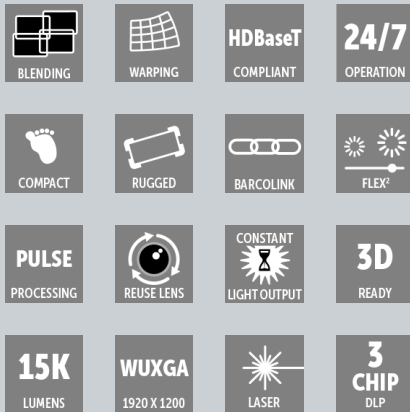 BLENDING
WARPING
HDBaseT
COMPLIANT
24/7
OPERATION
COMPACT
RUGGED
BARCOLINK
FLEX²
PULSE
PROCESSING
REUSE LENS
CONSTANT
LIGHT OUTPUT
3D
READY
15K
LUMENS
WUXGA
1920 X 1200
LASER
3
CHIP
DLP